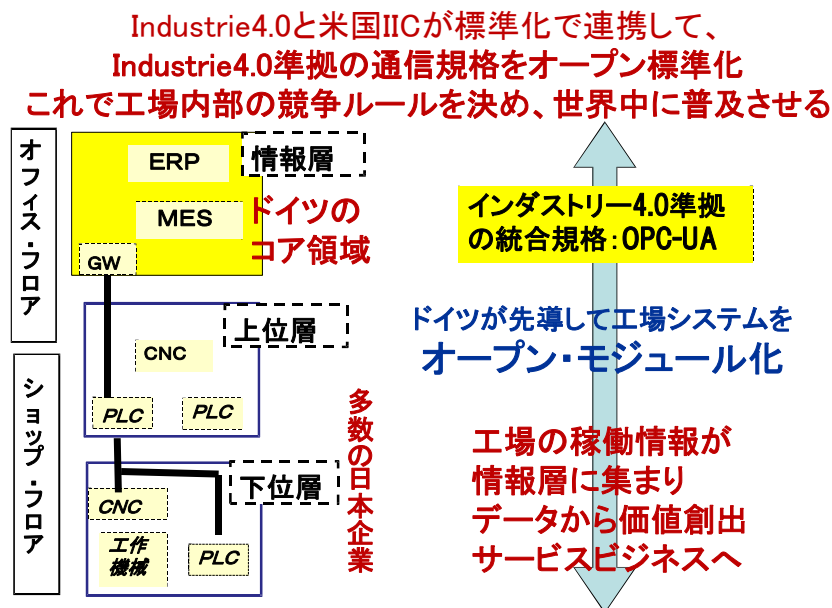 Industrie4.0と米国IICが標準化で連携して、
Industrie4.0準拠の通信規格をオープン標準化
これで工場内部の競争ルールを決め、世界中に普及させる
オフィス・フロア
ERP
情報層
MES
ドイツの
コア領域
GW
インダストリー4.0準拠
の統合規格：OPC-UA
上位層
CNC
PLC
PLC
ドイツが先導して工場システムを
オープン・モジュール化
ショップ・フロア
下位層
CNC
工作
機械
PLC
多数の日本企業
工場の稼働情報が
情報層に集まり
データから価値創出
サービスビジネスへ